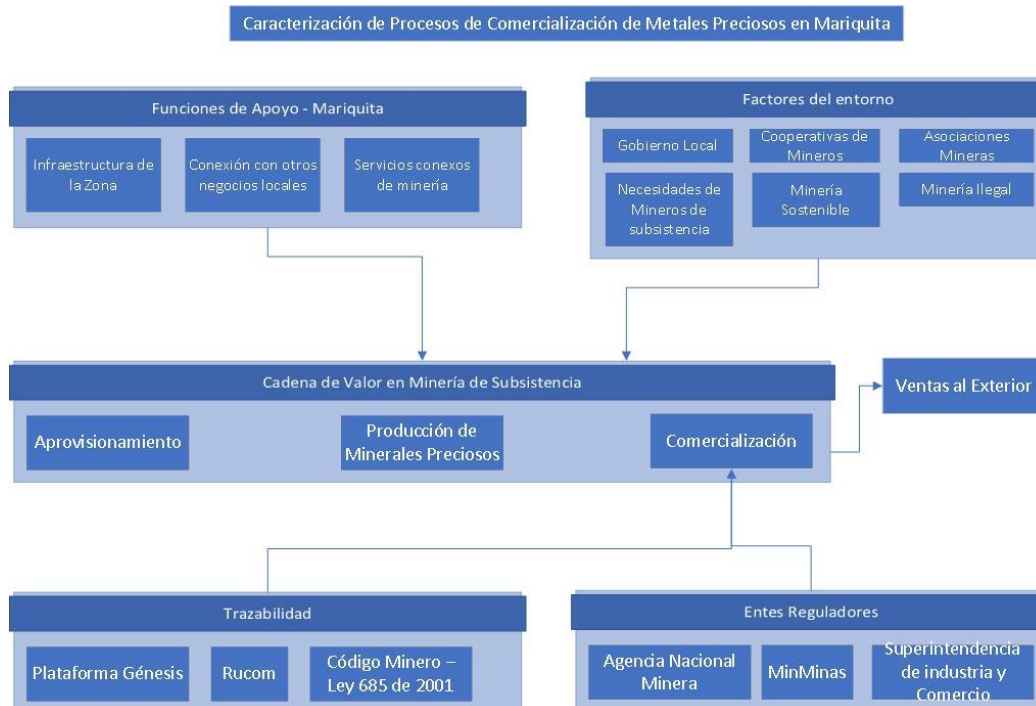 Caracterización de Procesos de Comercialización de Metales Preciosos en Mariquita
Funciones de Apoyo - Mariquita
Infraestructura de
la Zona
Conexión con otros
negocios locales
Servicios conexos
de minería
Factores del entorno
Gobierno Local
Cooperativas de
Mineros
Asociaciones
Mineras
Necesidades de
Mineros de
subsistencia
Minería
Sostenible
Minería Ilegal
Cadena de Valor en Minería de Subsistencia
Aprovisionamiento
Producción de
Minerales Preciosos
Comercialización
Ventas al Exterior
Trazabilidad
Plataforma Génesis
Rucom
Código Minero –
Ley 685 de 2001
Entes Reguladores
Agencia Nacional
Minera
MinMinas
Superintendencia
de industria y
Comercio